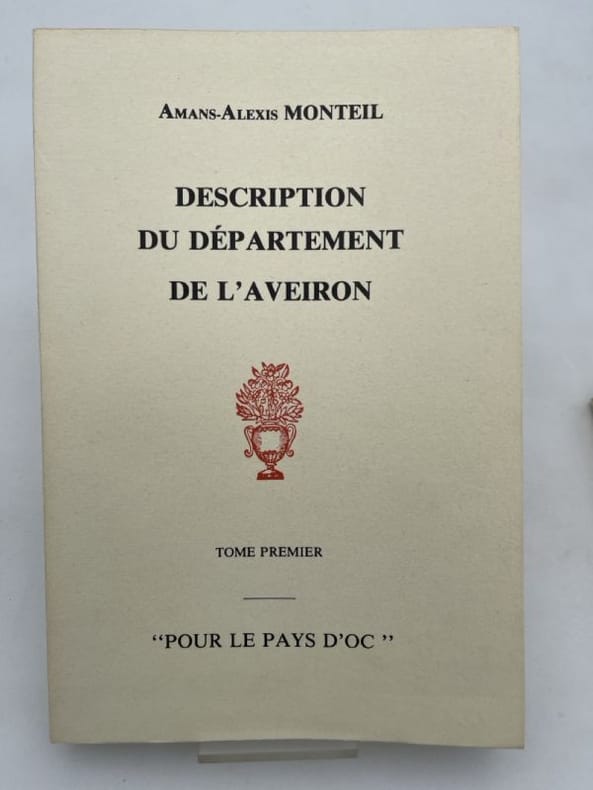 Amans-Alexis MONTEIL
DESCRIPTION
DU DÉPARTEMENT
DE L'AVEIRON
TOME PREMIER
“POUR LE PAYS D'OC ”